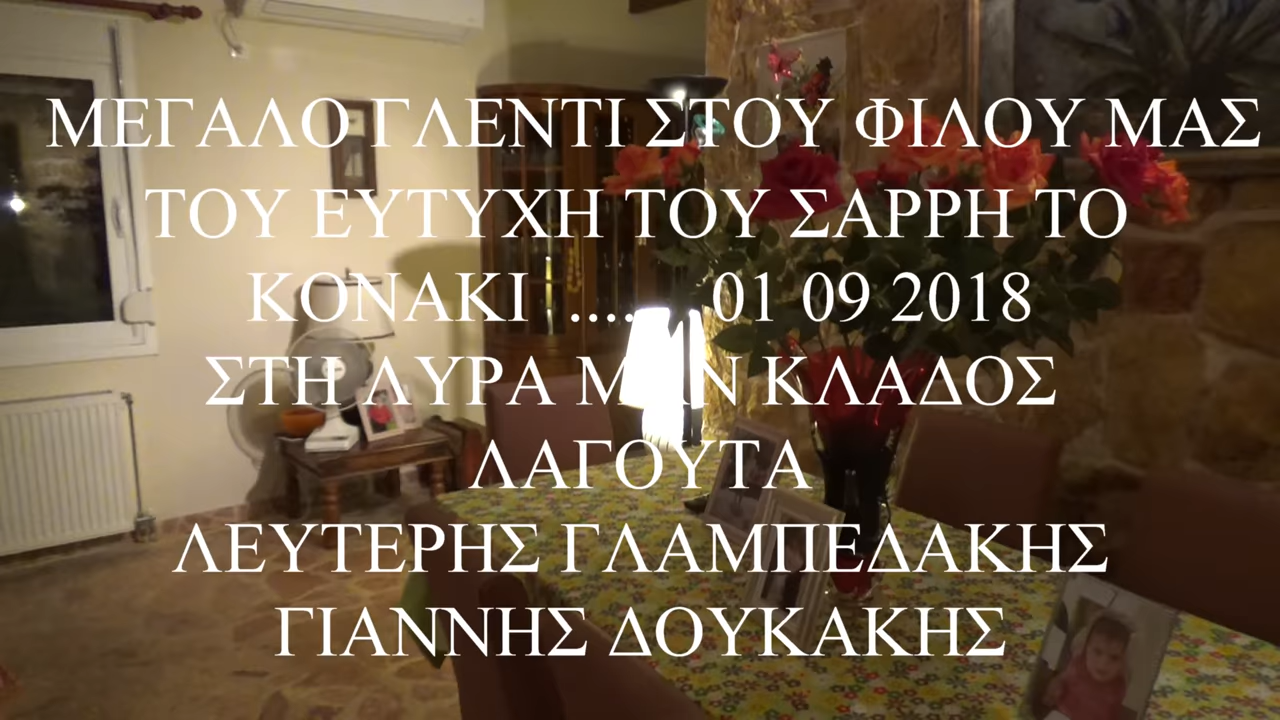 ΜΕΓΑΛΟ ΓΛΕΝΤΙ ΣΤΟΥ ΦΙΛΟΥ ΜΑΣ
ΤΟΥ ΕΥΤΥΧΗ ΤΟΥ ΣΑΡΡΗ ΤΟ
ΚΟΝΑΚΙ ...... 01 09 2018
ΣΤΗ ΛΥΡΑ ΜΑΝ ΚΛΑΔΟΣ
ΛΑΓΟΥΤΑ
ΛΕΥΤΕΡΗΣ ΓΛΑΜΠΕΔΑΚΗΣ
ΓΙΑΝΝΗΣ ΔΟΥΚΑΚΗΣ